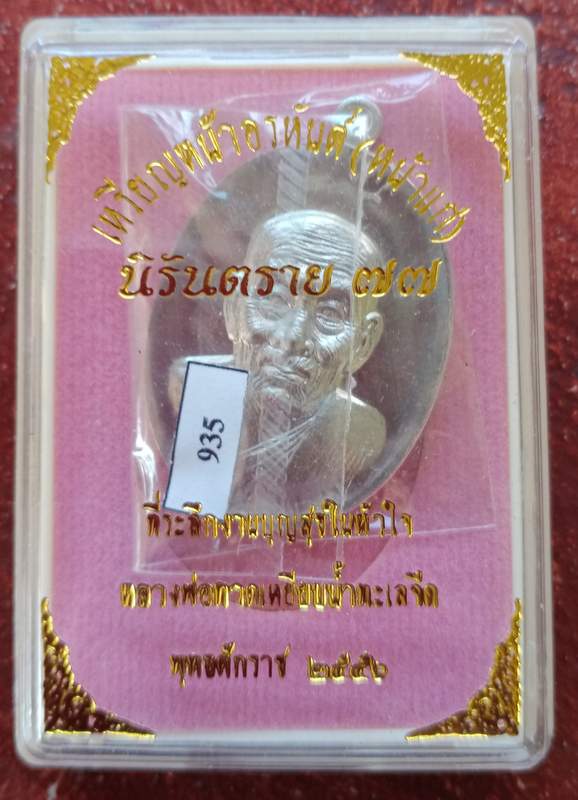 เหรียญหน้าอรหันต์ (หน้าแก่)
นิรันตราย ๗๗
935
ที่ระลึกงานบุญสุขในหัวใจ
หลวงพ่อทวดเหยียบน้ำทะเลจืด
พุทธศักราช ๒๕๕๖